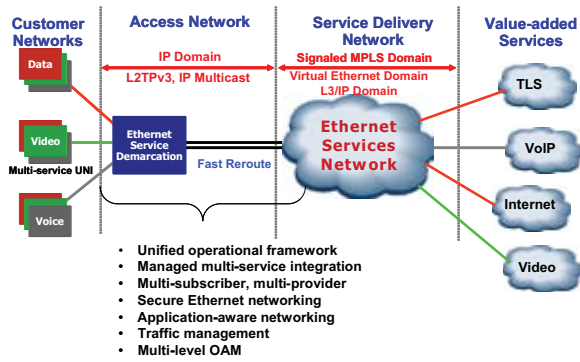 Customer Networks
Access Network
Service Delivery Network
Value-added Services
IP Domain
L2TPv3, IP Multicast
Signaled MPLS Domain
Virtual Ethernet Domain
L3/IP Domain
Data
Video
Multi-service UNI
Voice
Ethernet
Service
Demarcation
Fast Reroute
Ethernet
Services
Network
TLS
VoIP
Internet
Video
• Unified operational framework
• Managed multi-service integration
• Multi-subscriber, multi-provider
• Secure Ethernet networking
• Application-aware networking
• Traffic management
• Multi-level OAM